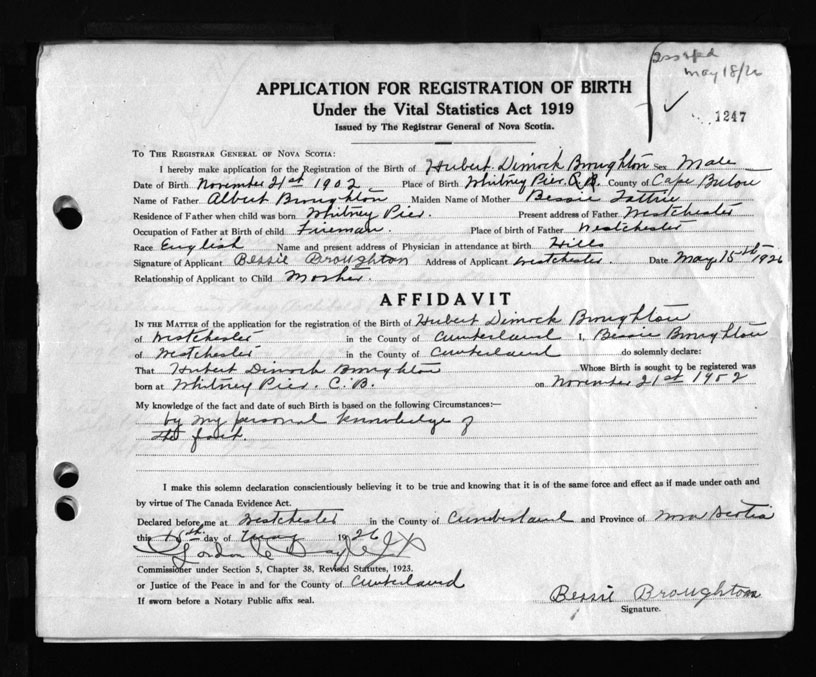 May 18/26
APPLICATION FOR REGISTRATION OF BIRTH
Under the Vital Statistics Act 1919
Issued by The Registrar General of Nova Scotia.
1247
TO THE REGISTRAR GENERAL OF NOVA SCOTIA:
I hereby make application for the Registration of the Birth of Hubert Dimock Broughton Sex Male
Date of Birth November 21st 1902 Place of Birth Whitney Pier C.B. County of Cape Breton
Name of Father Albert Broughton Maiden Name of Mother Bessie
Residence of Father when child was born Whitney Pier. Present address of Father Westchester
Occupation of Father at Birth of child Fireman. Place of birth of Father Westchester
Race English Name and present address of Physician in attendance at birth Hills
Signature of Applicant Bessie Broughton Address of Applicant Westchester. Date May 15th 1926
Relationship of Applicant to Child Mother.
AFFIDAVIT
IN THE MATTER of the application for the registration of the Birth of Hubert Dimock Broughton
of Westchester in the County of Cumberland I, Bessie Broughton
of Westchester in the County of Cumberland do solemnly declare:
That Hubert Dimock Broughton Whose Birth is sought to be registered was
born at Whitney Pier. C.B. on November 21st 1902
My knowledge of the fact and date of such Birth is based on the following Circumstances:—
by my personal knowledge of
the fact.
I make this solemn declaration conscientiously believing it to be true and knowing that it is of the same force and effect as if made under oath and
by virtue of The Canada Evidence Act.
Declared before me at Westchester in the County of Cumberland and Province of Nova Scotia
this 15th day of May 1926
Gordon JP
Commissioner under Section 5, Chapter 38, Revised Statutes, 1923.
or Justice of the Peace in and for the County of Cumberland
If sworn before a Notary Public affix seal.
Bessie Broughton
Signature.